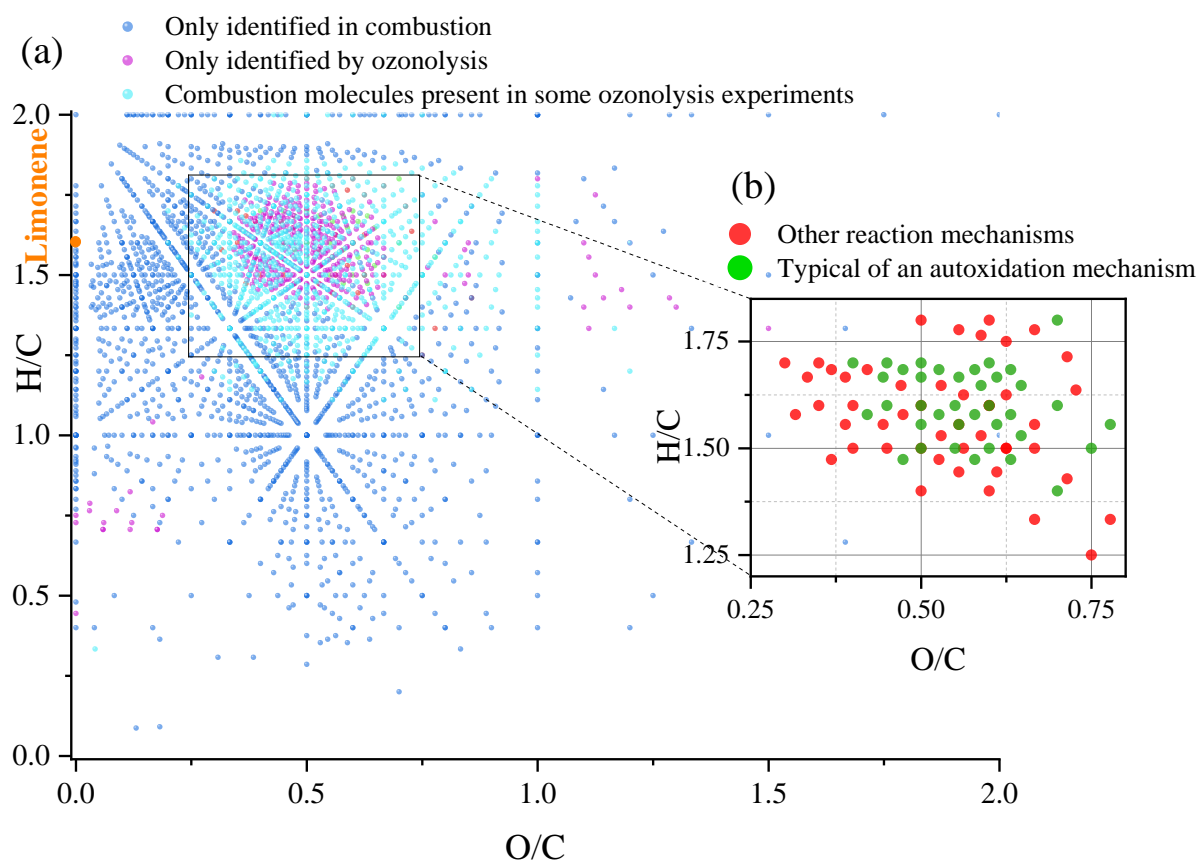 (a)
Only identified in combustion
Only identified by ozonolysis
Combustion molecules present in some ozonolysis experiments
2.0
1.5
1.0
0.5
0.0
H/C
Limonene
0.0
0.5
1.0
1.5
2.0
O/C
(b)
Other reaction mechanisms
Typical of an autoxidation mechanism
1.75
1.50
1.25
H/C
0.25
0.50
0.75
O/C